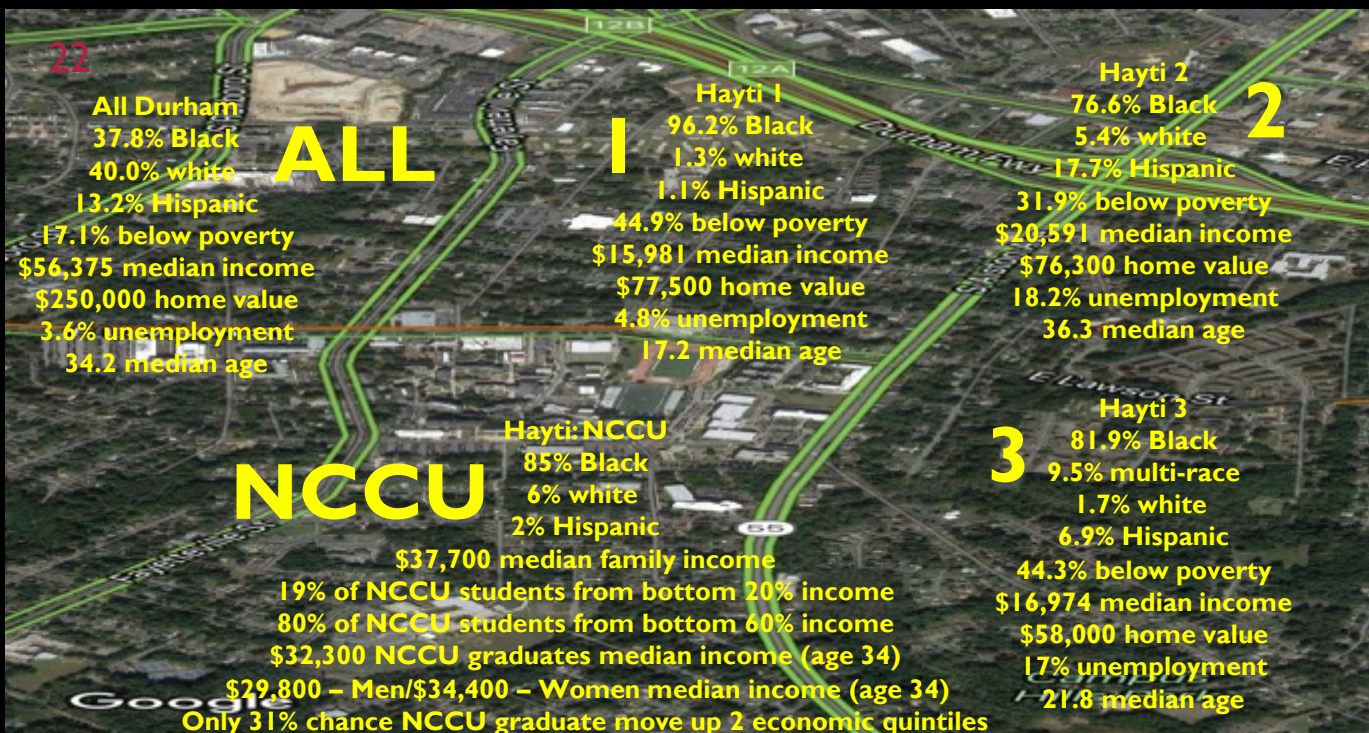 22
All Durham
37.8% Black
40.0% white
13.2% Hispanic
17.1% below poverty
$56,375 median income
$250,000 home value
3.6% unemployment
34.2 median age
ALL
1
Hayti 1
96.2% Black
1.3% white
1.1% Hispanic
44.9% below poverty
$15,981 median income
$77,500 home value
4.8% unemployment
17.2 median age
Hayti 2
76.6% Black
5.4% white
17.7% Hispanic
31.9% below poverty
$20,591 median income
$76,300 home value
18.2% unemployment
36.3 median age
2
NCCU
Hayti: NCCU
85% Black
6% white
2% Hispanic
$37,700 median family income
19% of NCCU students from bottom 20% income
80% of NCCU students from bottom 60% income
$32,300 NCCU graduates median income (age 34)
$29,800 – Men/$34,400 – Women median income (age 34)
Only 31% chance NCCU graduate move up 2 economic quintiles
3
Hayti 3
81.9% Black
9.5% multi-race
1.7% white
6.9% Hispanic
44.3% below poverty
$16,974 median income
$58,000 home value
17% unemployment
21.8 median age
12B
12A
Durham Fwy
E Lawson St
55
Google